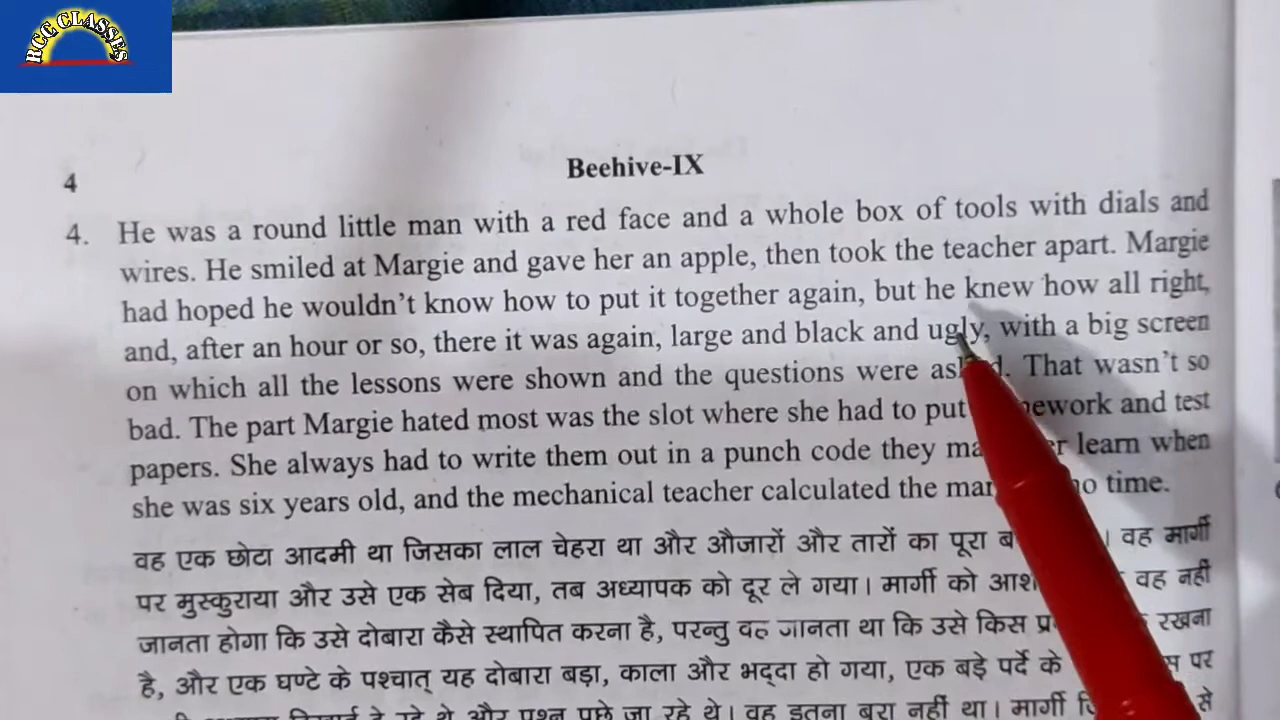 RCC CLASSES
4
Beehive-IX
4. He was a round little man with a red face and a whole box of tools with dials and
wires. He smiled at Margie and gave her an apple, then took the teacher apart. Margie
had hoped he wouldn't know how to put it together again, but he knew how all right,
and, after an hour or so, there it was again, large and black and ugly, with a big screen
on which all the lessons were shown and the questions were . That wasn't so
bad. The part Margie hated most was the slot where she had to put and test
papers. She always had to write them out in a punch code they learn when
she was six years old, and the mechanical teacher calculated the no time.
वह एक छोटा आदमी था जिसका लाल चेहरा था और औजारों और तारों का पूरा । वह मार्गी
पर मुस्कुराया और उसे एक सेब दिया, तब अध्यापक को दूर ले गया। मार्गी को वह नहीं
जानता होगा कि उसे दोबारा कैसे स्थापित करना है, परन्तु वह जानता था कि उसे किस रखना
है, और एक घण्टे के पश्चात् यह दोबारा बड़ा, काला और भद्दा हो गया, एक बड़े पर्दे के पर
दिखाई दे रहे थे और प्रश्न पूछे जा रहे थे। वह इतना बुरा नहीं था। मार्गी से